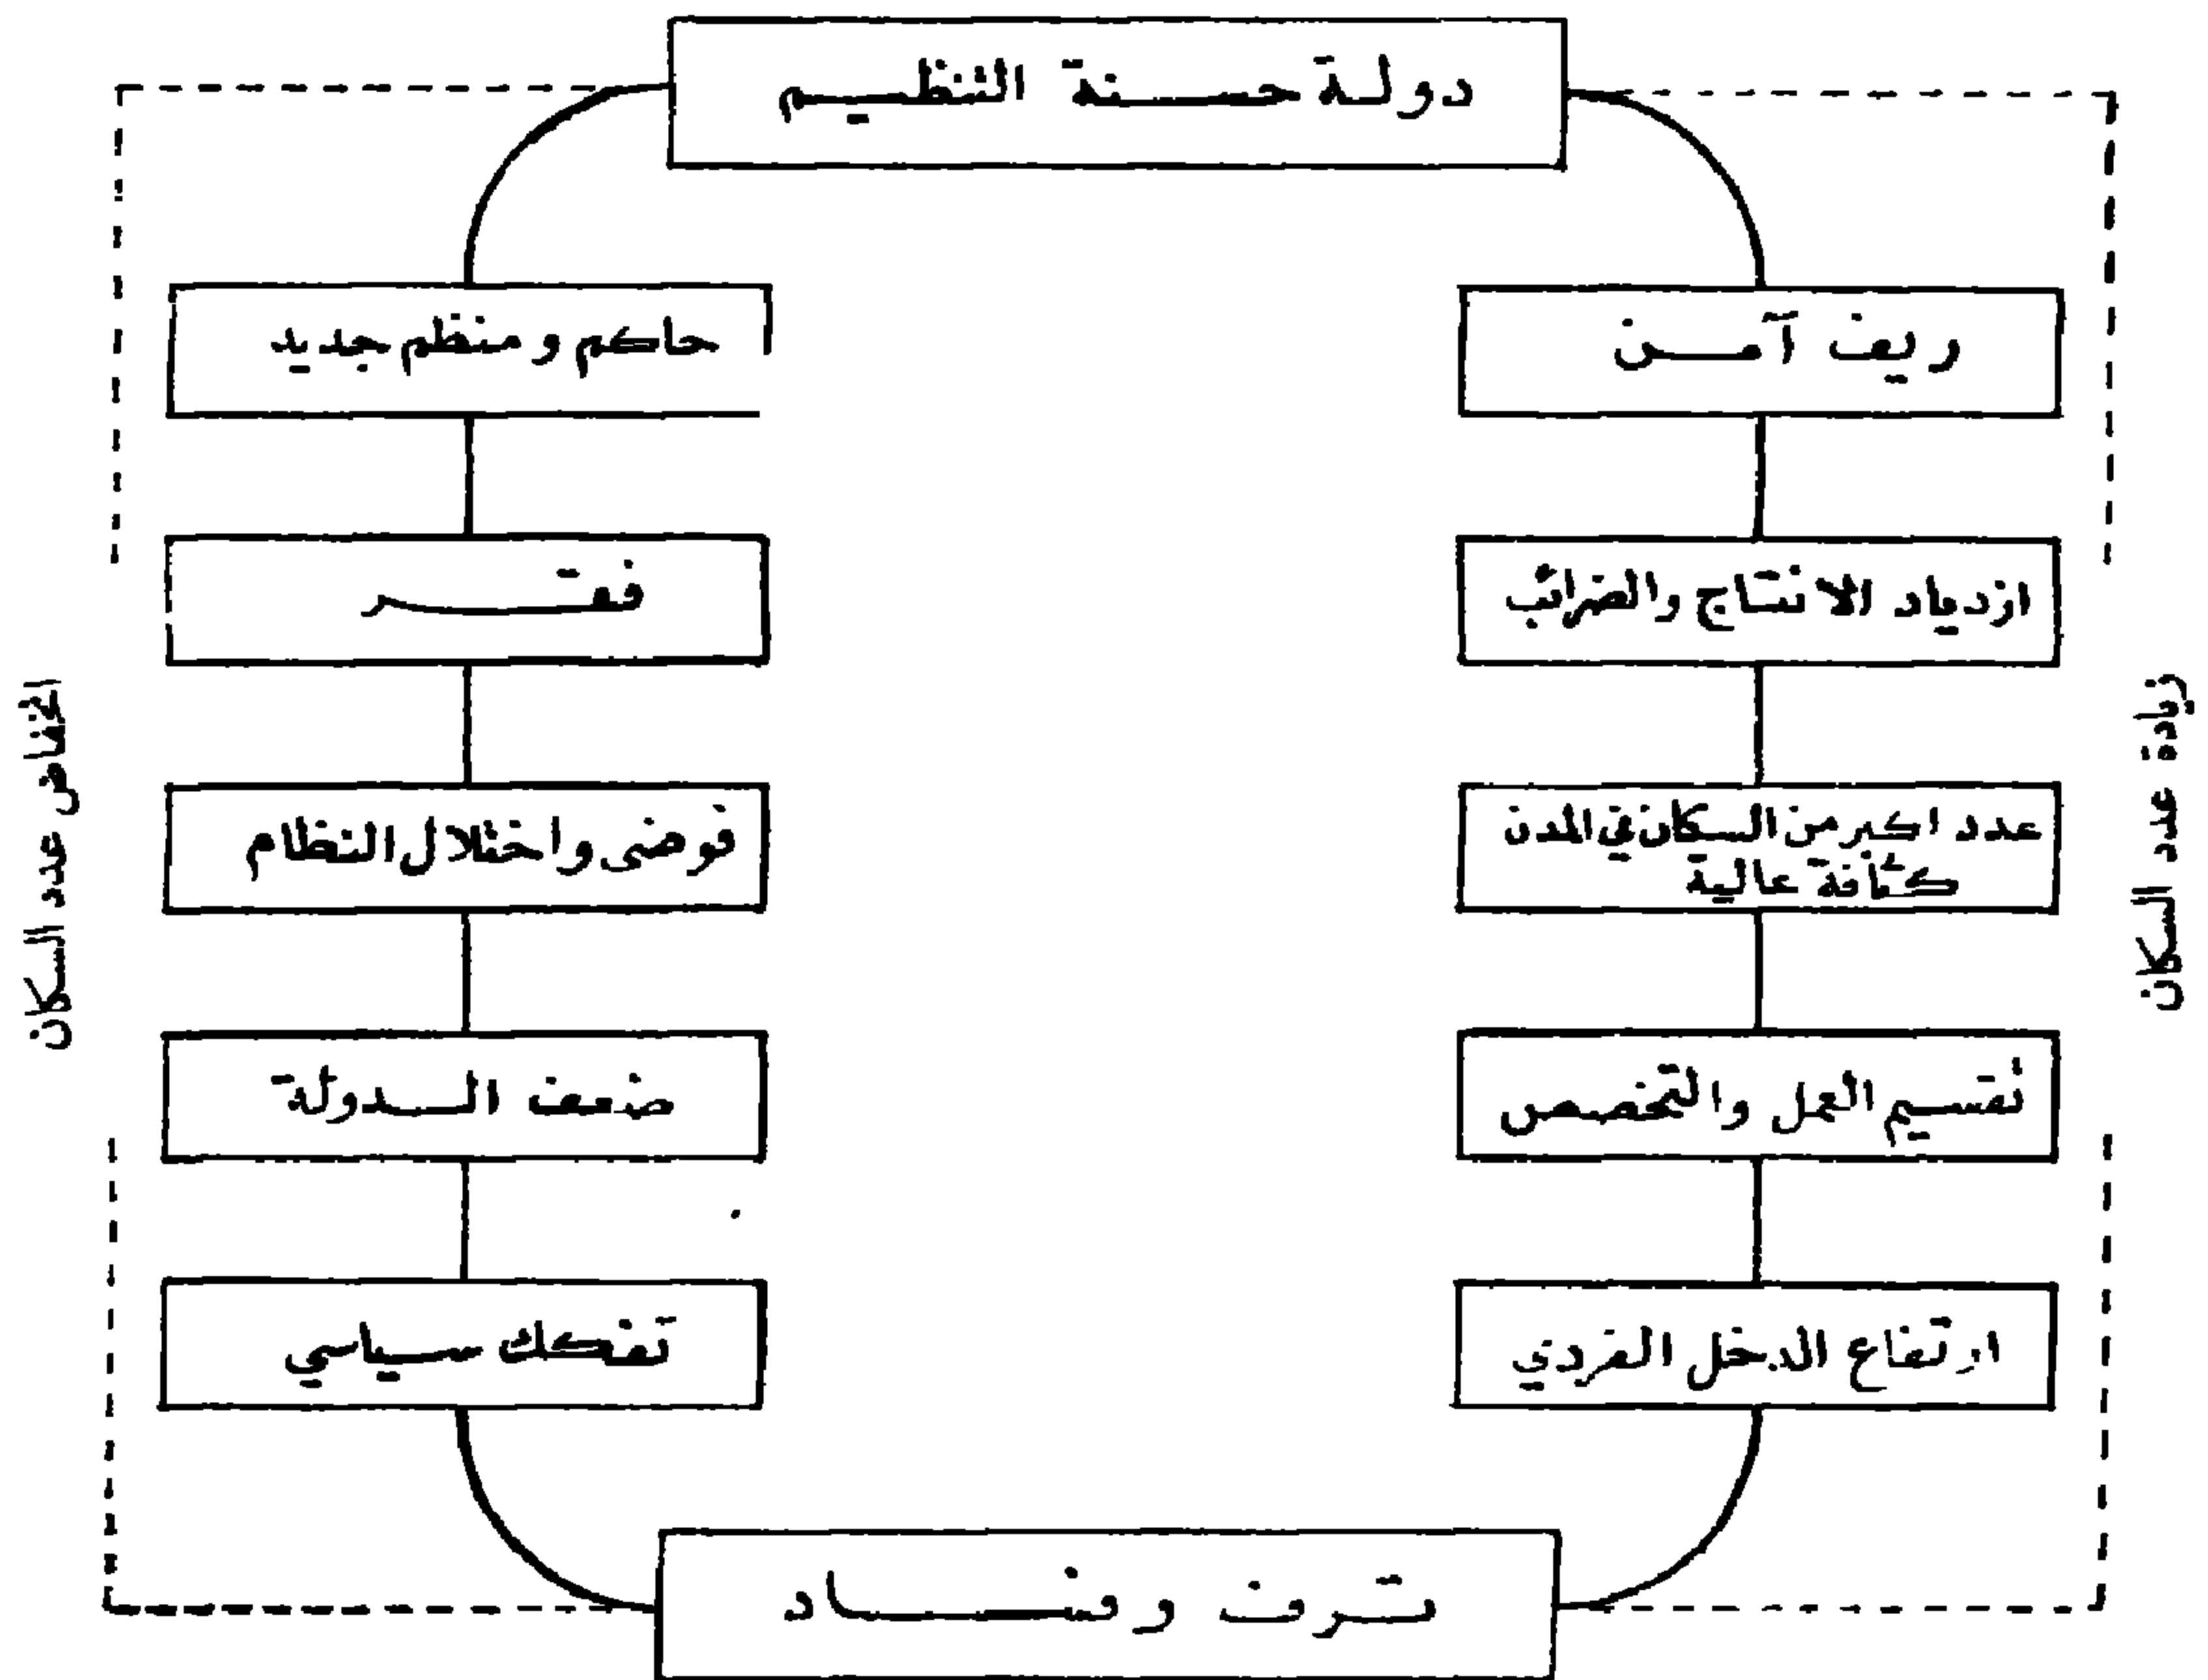 دولة حسنة التنظيم
ريف آمن
ازدياد الانتاج والضرائب
عدد اكبر من السكان في المدن
كثافة عالية
تقسيم العمل والتخصص
ارتفاع الدخل الفردي
زيادة عدد السكان
ترف وفساد
حاكم ومنظم جديد
فقر
فوضى واختلال النظام
ضعف الدولة
تفكك سياسي
انخفاض عدد السكان